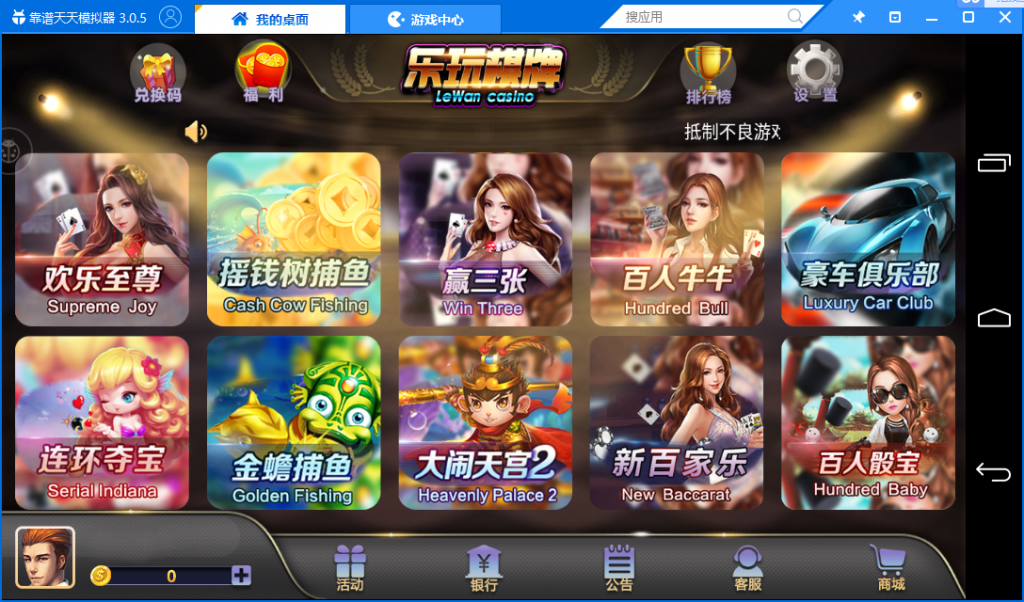 靠谱天天模拟器 3.0.5
我的桌面
游戏中心
搜应用
兑换码
福利
乐玩棋牌
LeWan casino
排行榜
设置
抵制不良游戏
欢乐至尊
Supreme Joy
摇钱树捕鱼
Cash Cow Fishing
赢三张
Win Three
百人牛牛
Hundred Bull
豪车俱乐部
Luxury Car Club
连环夺宝
Serial Indiana
金蟾捕鱼
Golden Fishing
大闹天宫2
Heavenly Palace 2
新百家乐
New Baccarat
百人骰宝
Hundred Baby
0
活动
银行
公告
客服
商城